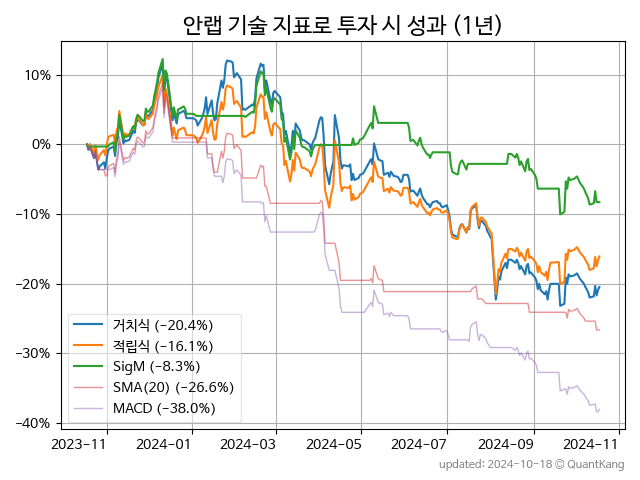 안랩 기술 지표로 투자 시 성과 (1년)
10%
0%
−10%
−20%
−30%
−40%
거치식 (−20.4%)
적립식 (−16.1%)
SigM (−8.3%)
SMA(20) (−26.6%)
MACD (−38.0%)
2023-11 2024-01 2024-03 2024-05 2024-07 2024-09 2024-11
updated: 2024-10-18 © QuantKang